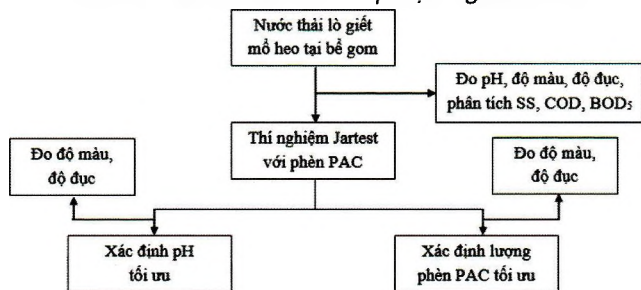 Nước thải lò giết
mổ heo tại bể gom
Đo pH, độ màu, độ đục,
phân tích SS, COD, BOD₅
Thí nghiệm Jartest
với phèn PAC
Đo độ màu,
độ đục
Đo độ màu,
độ đục
Xác định pH
tối ưu
Xác định lượng
phèn PAC tối ưu